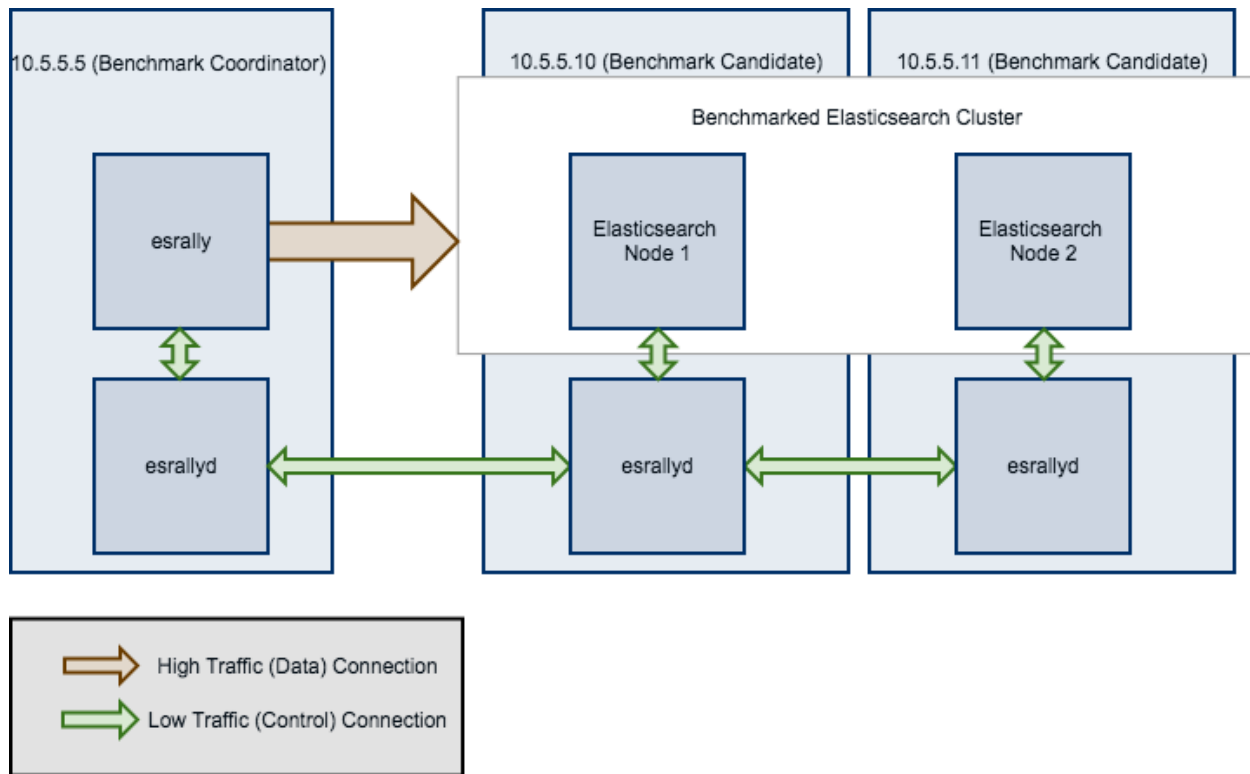 10.5.5.5 (Benchmark Coordinator)
10.5.5.10 (Benchmark Candidate)
10.5.5.11 (Benchmark Candidate)
Benchmarked Elasticsearch Cluster
esrally
Elasticsearch
Node 1
Elasticsearch
Node 2
esrallyd
esrallyd
esrallyd
High Traffic (Data) Connection
Low Traffic (Control) Connection